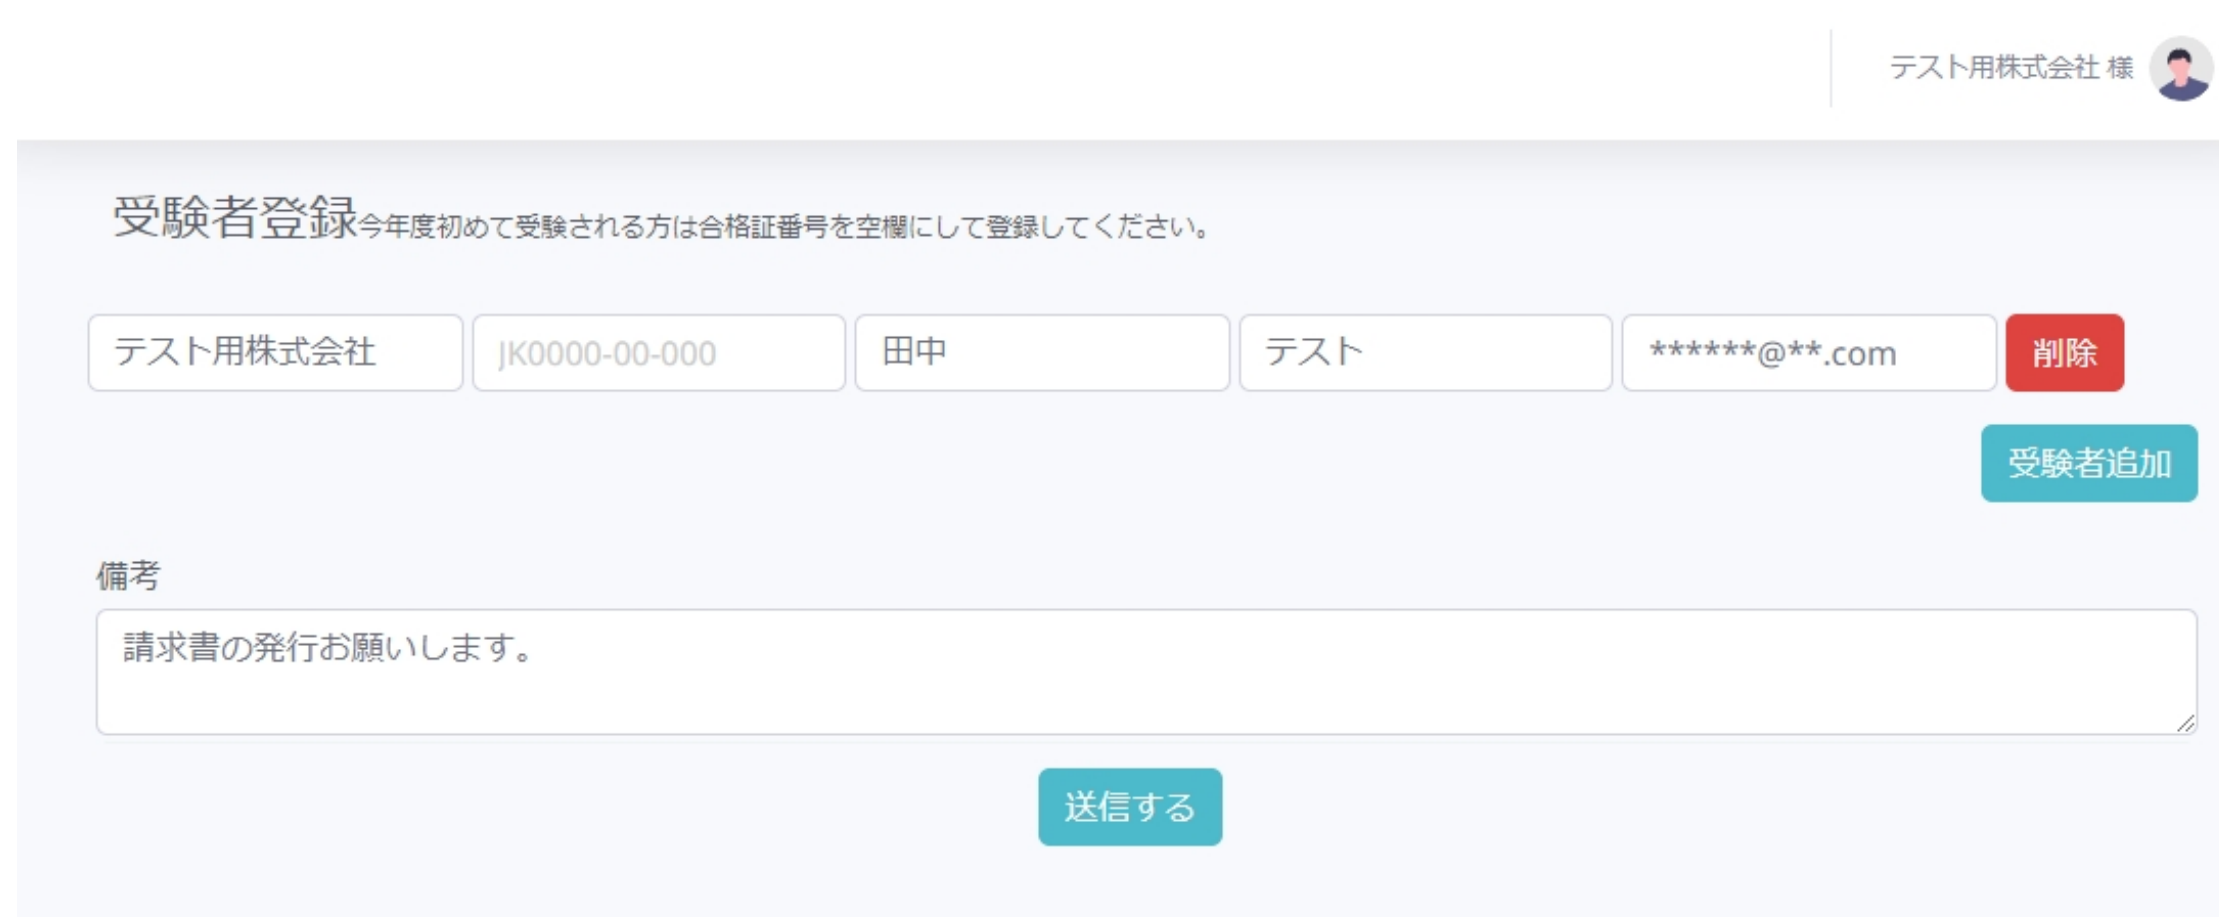 テスト用株式会社 様
受験者登録今年度初めて受験される方は合格証番号を空欄にして登録してください。
テスト用株式会社 JK0000-00-000 田中 テスト ******@**.com 削除
受験者追加
備考
請求書の発行お願いします。
送信する